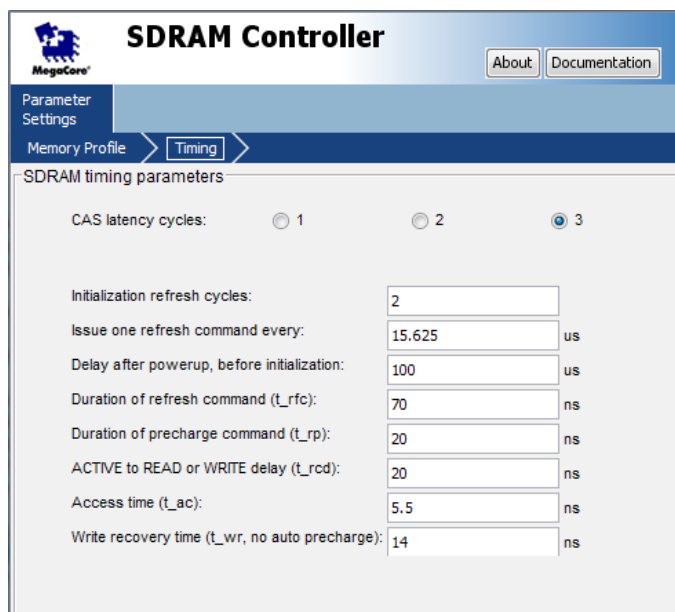 SDRAM Controller
MegaCore®
About Documentation
Parameter
Settings
Memory Profile Timing
SDRAM timing parameters
CAS latency cycles: 1 2 3
Initialization refresh cycles: 2
Issue one refresh command every: 15.625 us
Delay after powerup, before initialization: 100 us
Duration of refresh command (t_rfc): 70 ns
Duration of precharge command (t_rp): 20 ns
ACTIVE to READ or WRITE delay (t_rcd): 20 ns
Access time (t_ac): 5.5 ns
Write recovery time (t_wr, no auto precharge): 14 ns